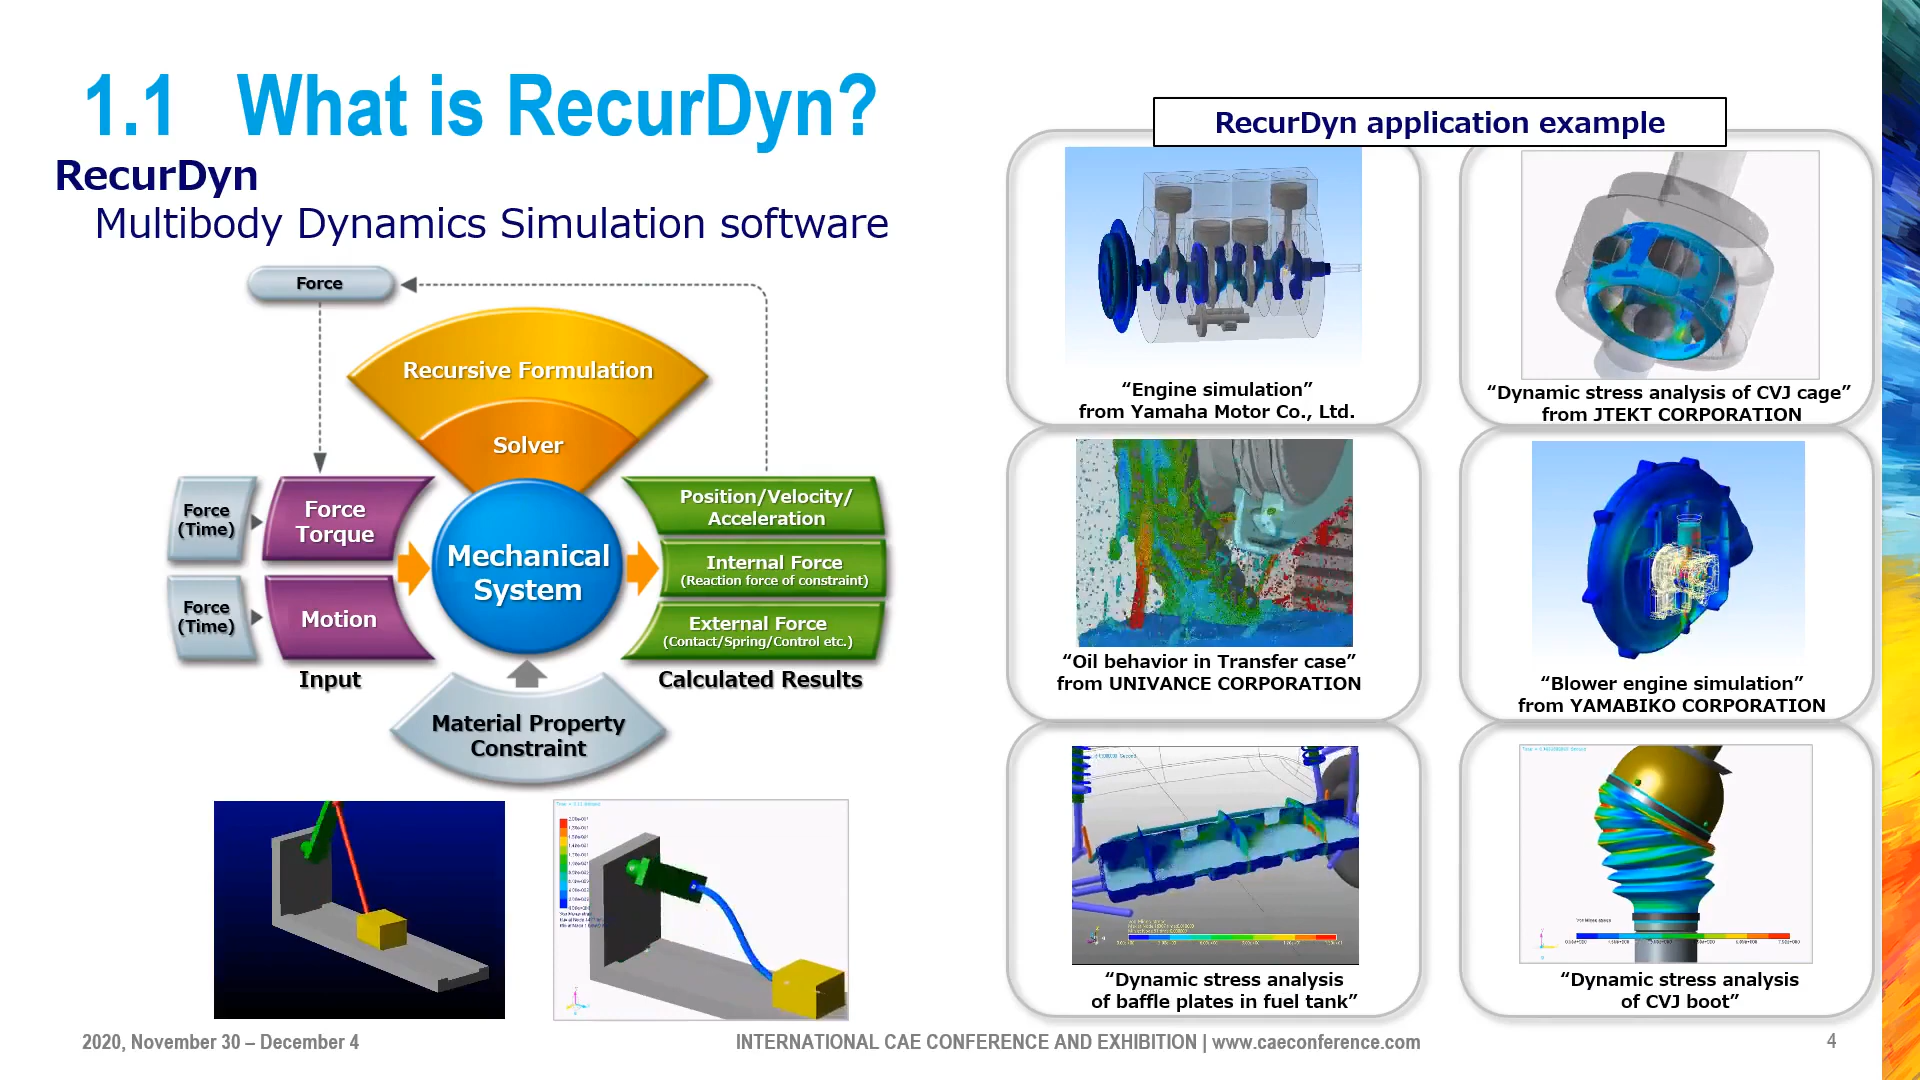 1.1 What is RecurDyn?
RecurDyn
Multibody Dynamics Simulation software
Force
Recursive Formulation
Solver
Force
(Time)
Force
Torque
Force
(Time)
Motion
Input
Mechanical
System
Position/Velocity/
Acceleration
Internal Force
(Reaction force of constraint)
External Force
(Contact/Spring/Control etc.)
Calculated Results
Material Property
Constraint
RecurDyn application example
“Engine simulation”
from Yamaha Motor Co., Ltd.
“Dynamic stress analysis of CVJ cage”
from JTEKT CORPORATION
“Oil behavior in Transfer case”
from UNIVANCE CORPORATION
“Blower engine simulation”
from YAMABIKO CORPORATION
“Dynamic stress analysis
of baffle plates in fuel tank”
“Dynamic stress analysis
of CVJ boot”
2020, November 30 – December 4
INTERNATIONAL CAE CONFERENCE AND EXHIBITION | www.caeconference.com
4